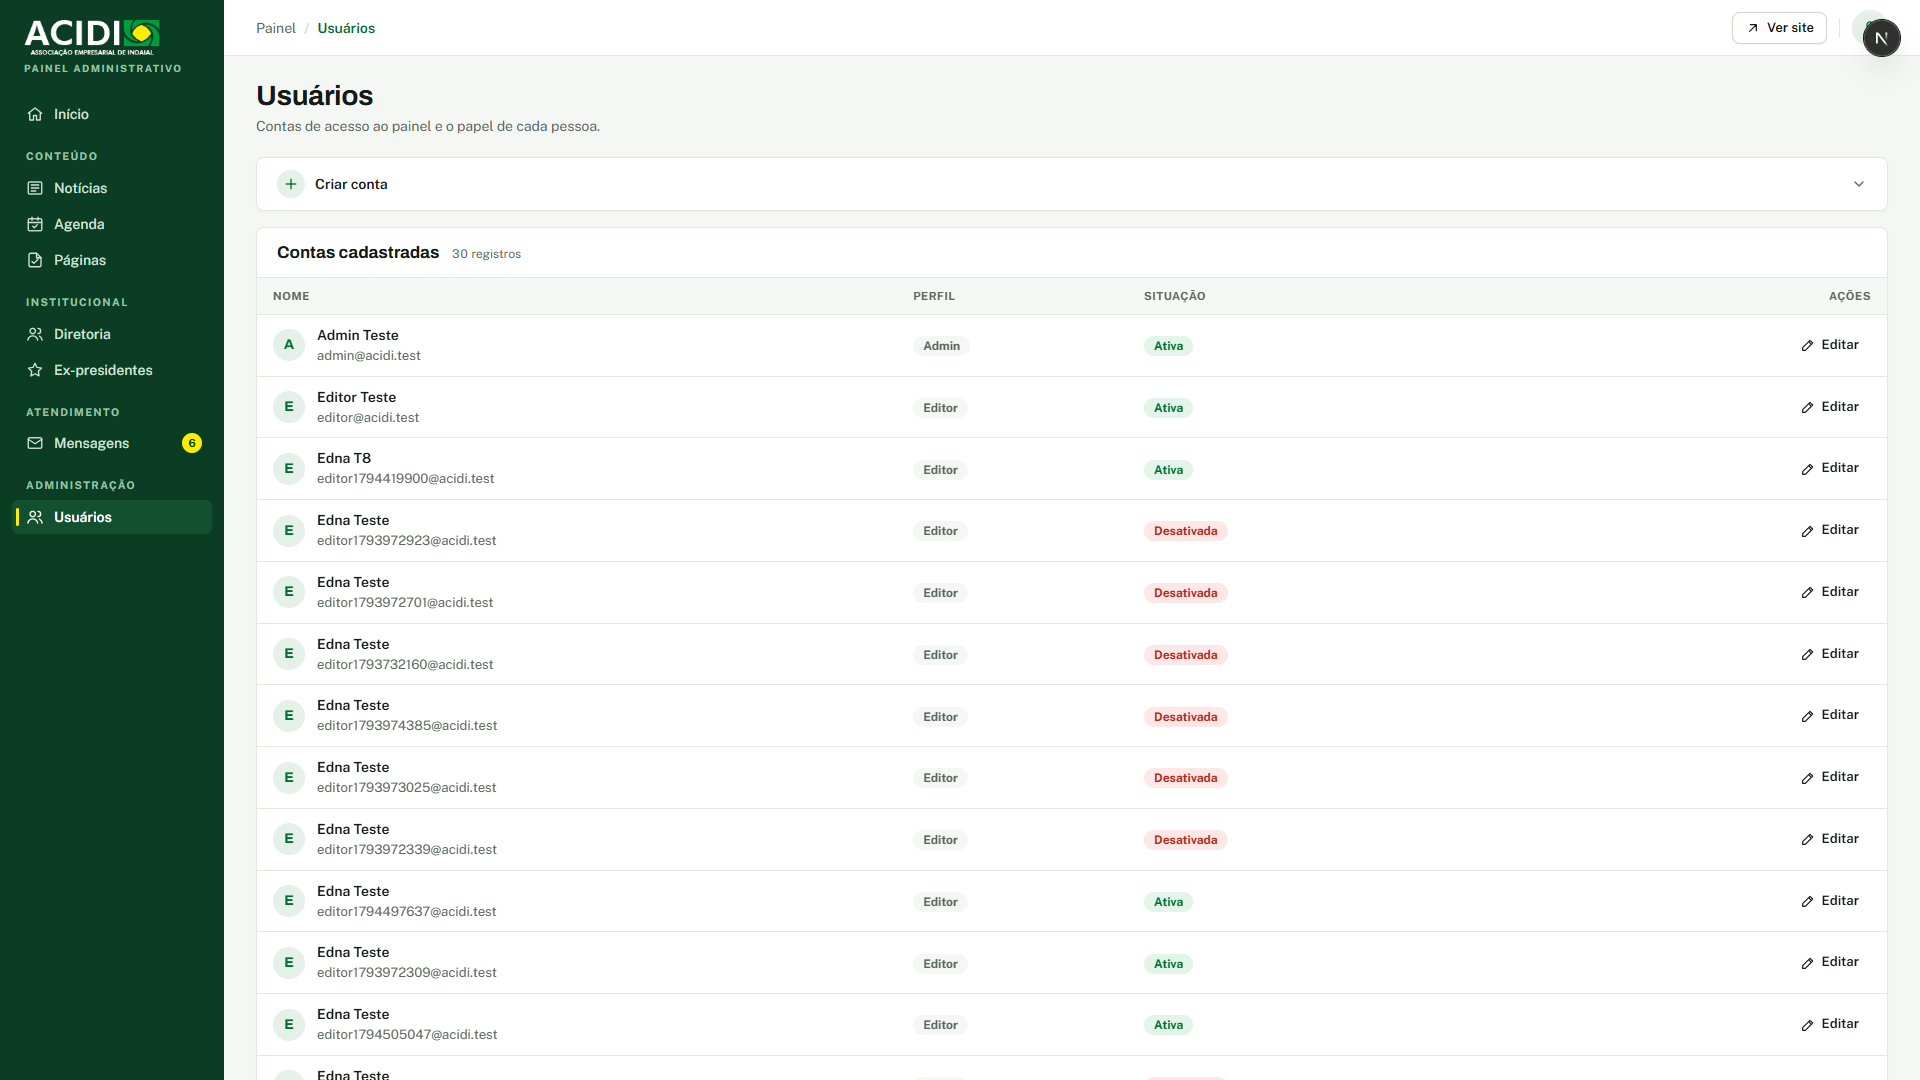 ACIDI
ASSOCIAÇÃO EMPRESARIAL DE INDAIAL
PAINEL ADMINISTRATIVO
Início
CONTEÚDO
Notícias
Agenda
Páginas
INSTITUCIONAL
Diretoria
Ex-presidentes
ATENDIMENTO
Mensagens 6
ADMINISTRAÇÃO
Usuários
Painel / Usuários
Ver site
N
Usuários
Contas de acesso ao painel e o papel de cada pessoa.
Criar conta
Contas cadastradas 30 registros
NOME PERFIL SITUAÇÃO AÇÕES
A Admin Teste Admin Ativa Editar
admin@acidi.test
E Editor Teste Editor Ativa Editar
editor@acidi.test
E Edna T8 Editor Ativa Editar
editor1794419900@acidi.test
E Edna Teste Editor Desativada Editar
editor1793972923@acidi.test
E Edna Teste Editor Desativada Editar
editor1793972701@acidi.test
E Edna Teste Editor Desativada Editar
editor1793732160@acidi.test
E Edna Teste Editor Desativada Editar
editor1793974385@acidi.test
E Edna Teste Editor Desativada Editar
editor1793973025@acidi.test
E Edna Teste Editor Desativada Editar
editor1793972339@acidi.test
E Edna Teste Editor Ativa Editar
editor1794497637@acidi.test
E Edna Teste Editor Ativa Editar
editor1793972309@acidi.test
E Edna Teste Editor Ativa Editar
editor1794505047@acidi.test
Edna Teste